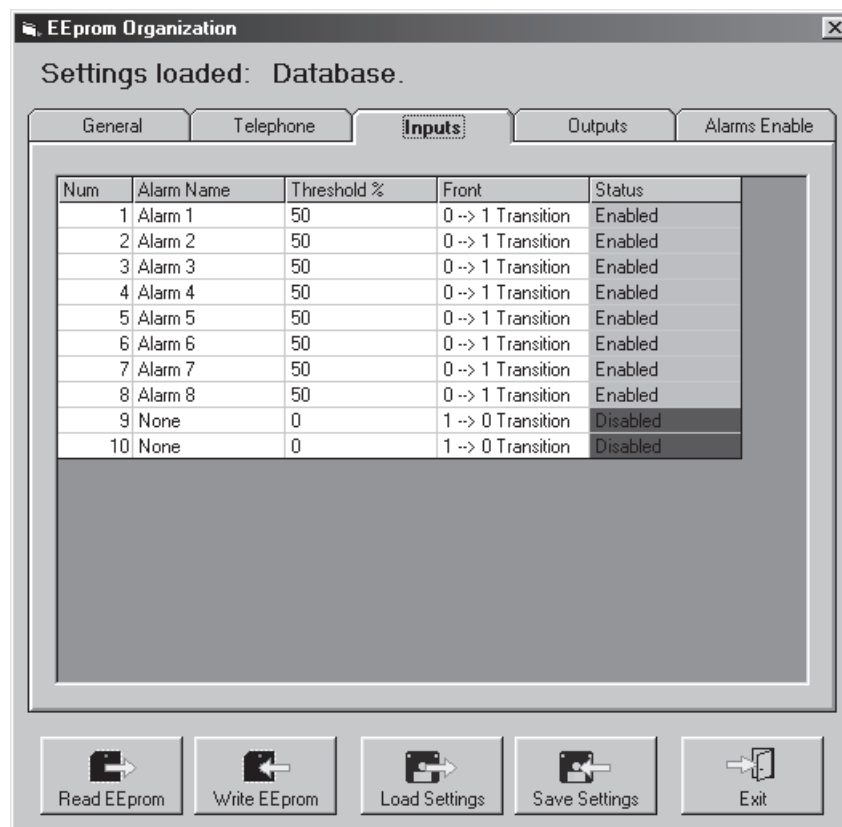 EEprom Organization
Settings loaded: Database.
General Telephone Inputs Outputs Alarms Enable
Num Alarm Name Threshold % Front Status
1 Alarm 1 50 0 --> 1 Transition Enabled
2 Alarm 2 50 0 --> 1 Transition Enabled
3 Alarm 3 50 0 --> 1 Transition Enabled
4 Alarm 4 50 0 --> 1 Transition Enabled
5 Alarm 5 50 0 --> 1 Transition Enabled
6 Alarm 6 50 0 --> 1 Transition Enabled
7 Alarm 7 50 0 --> 1 Transition Enabled
8 Alarm 8 50 0 --> 1 Transition Enabled
9 None 0 1 --> 0 Transition Disabled
10 None 0 1 --> 0 Transition Disabled
Read EEprom Write EEprom Load Settings Save Settings Exit